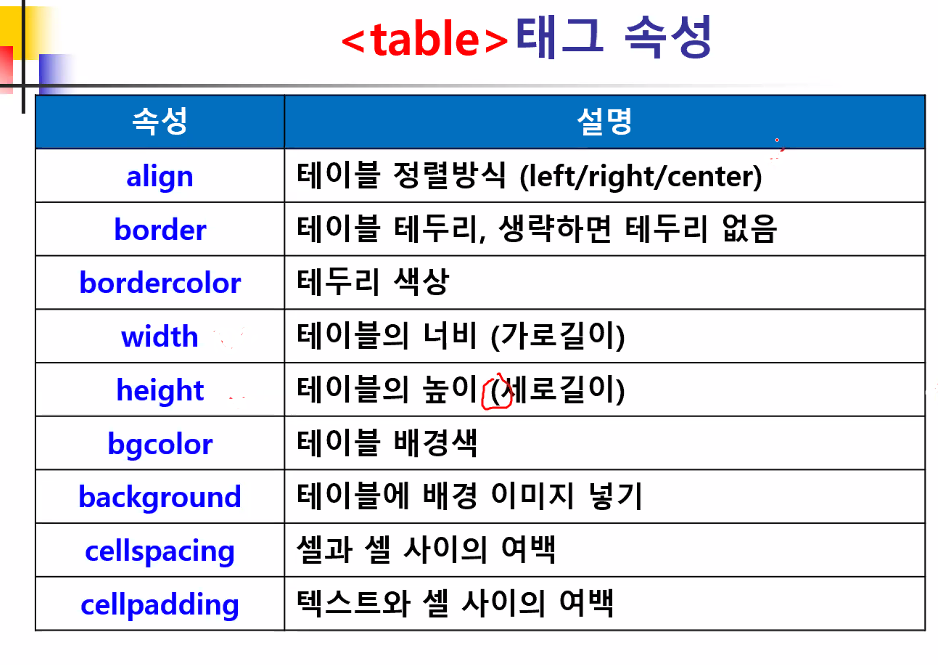 <table>태그 속성
속성 설명
align 테이블 정렬방식 (left/right/center)
border 테이블 테두리, 생략하면 테두리 없음
bordercolor 테두리 색상
width 테이블의 너비 (가로길이)
height 테이블의 높이 (세로길이)
bgcolor 테이블 배경색
background 테이블에 배경 이미지 넣기
cellspacing 셀과 셀 사이의 여백
cellpadding 텍스트와 셀 사이의 여백